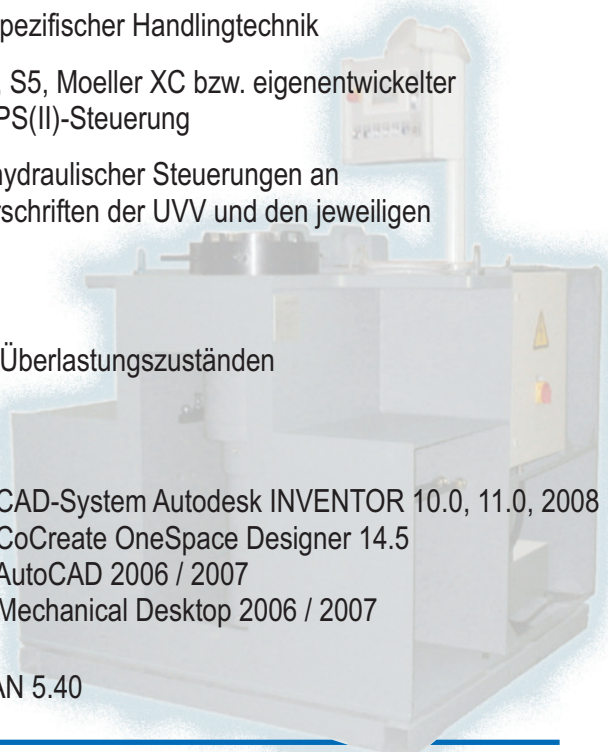 pezifischer Handlingtechnik
S5, Moeller XC bzw. eigenentwickelter
PS(II)-Steuerung
hydraulischer Steuerungen an
rschriften der UVV und den jeweiligen
Überlastungszuständen
CAD-System Autodesk INVENTOR 10.0, 11.0, 2008
CoCreate OneSpace Designer 14.5
AutoCAD 2006 / 2007
Mechanical Desktop 2006 / 2007
AN 5.40